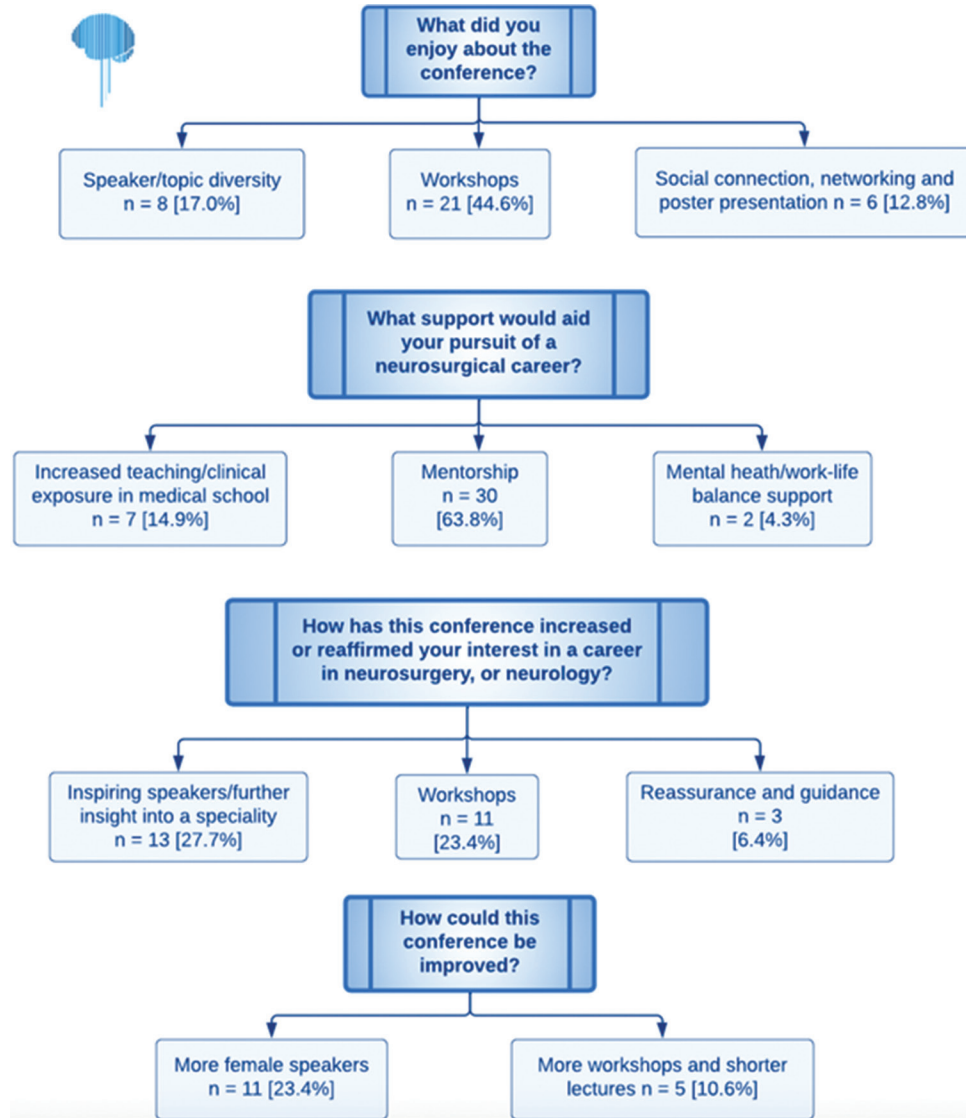 What did you
enjoy about the
conference?
Speaker/topic diversity
n = 8 [17.0%]
Workshops
n = 21 [44.6%]
Social connection, networking and
poster presentation n = 6 [12.8%]
What support would aid
your pursuit of a
neurosurgical career?
Increased teaching/clinical
exposure in medical school
n = 7 [14.9%]
Mentorship
n = 30
[63.8%]
Mental heath/work-life
balance support
n = 2 [4.3%]
How has this conference increased
or reaffirmed your interest in a career
in neurosurgery, or neurology?
Inspiring speakers/further
insight into a speciality
n = 13 [27.7%]
Workshops
n = 11
[23.4%]
Reassurance and guidance
n = 3
[6.4%]
How could this
conference be
improved?
More female speakers
n = 11 [23.4%]
More workshops and shorter
lectures n = 5 [10.6%]